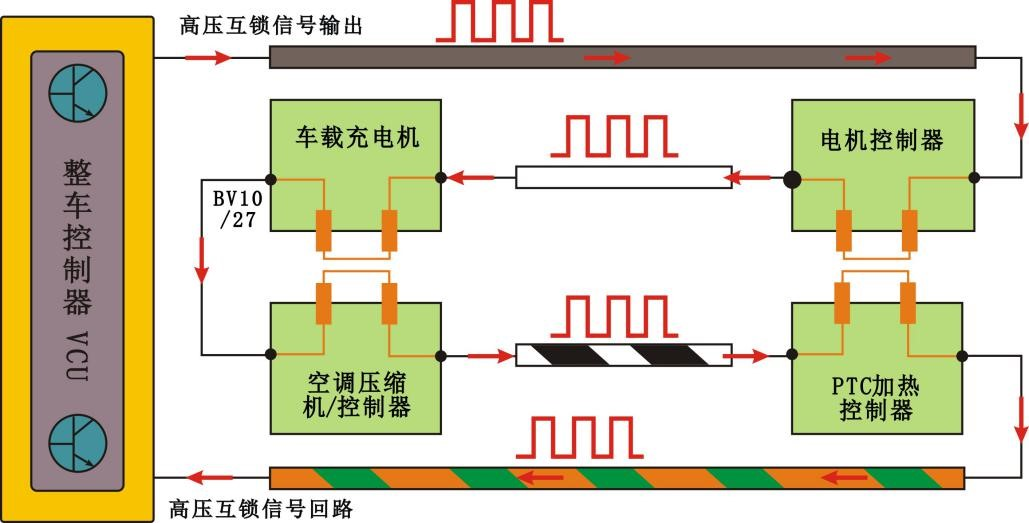 高压互锁信号输出
车载充电机
电机控制器
整车控制器 VCU
BV10
/27
空调压缩
机/控制器
PTC加热
控制器
高压互锁信号回路